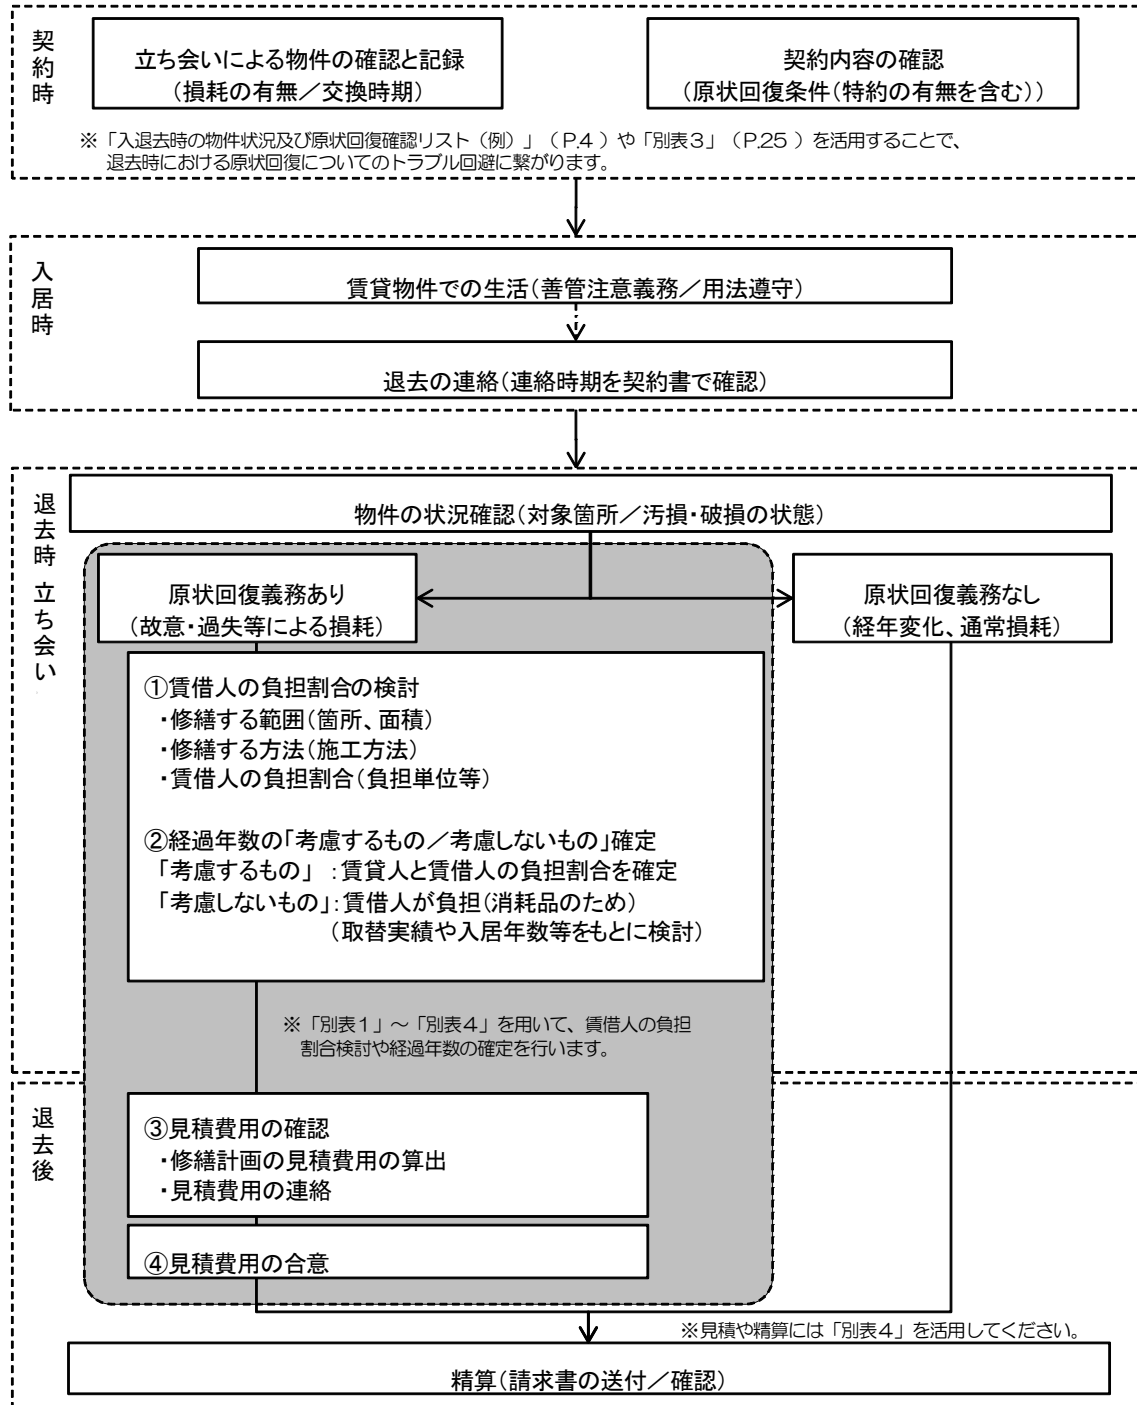 契約時
立ち会いによる物件の確認と記録
(損耗の有無／交換時期)
契約内容の確認
(原状回復条件(特約の有無を含む))
※「入退去時の物件状況及び原状回復確認リスト（例）」（P.4 ）や「別表３」（P.25 ）を活用することで、
退去時における原状回復についてのトラブル回避に繋がります。
入居時
賃貸物件での生活(善管注意義務／用法遵守)
退去の連絡(連絡時期を契約書で確認)
退去時 立ち会い
物件の状況確認(対象箇所／汚損・破損の状態)
原状回復義務あり
(故意・過失等による損耗)
原状回復義務なし
(経年変化、通常損耗)
①賃借人の負担割合の検討
・修繕する範囲(箇所、面積)
・修繕する方法(施工方法)
・賃借人の負担割合(負担単位等)
②経過年数の「考慮するもの／考慮しないもの」確定
「考慮するもの」 :賃貸人と賃借人の負担割合を確定
「考慮しないもの」:賃借人が負担(消耗品のため)
(取替実績や入居年数等をもとに検討)
※「別表１」～「別表４」を用いて、賃借人の負担
割合検討や経過年数の確定を行います。
退去後
③見積費用の確認
・修繕計画の見積費用の算出
・見積費用の連絡
④見積費用の合意
※見積や精算には「別表４」を活用してください。
精算(請求書の送付／確認)